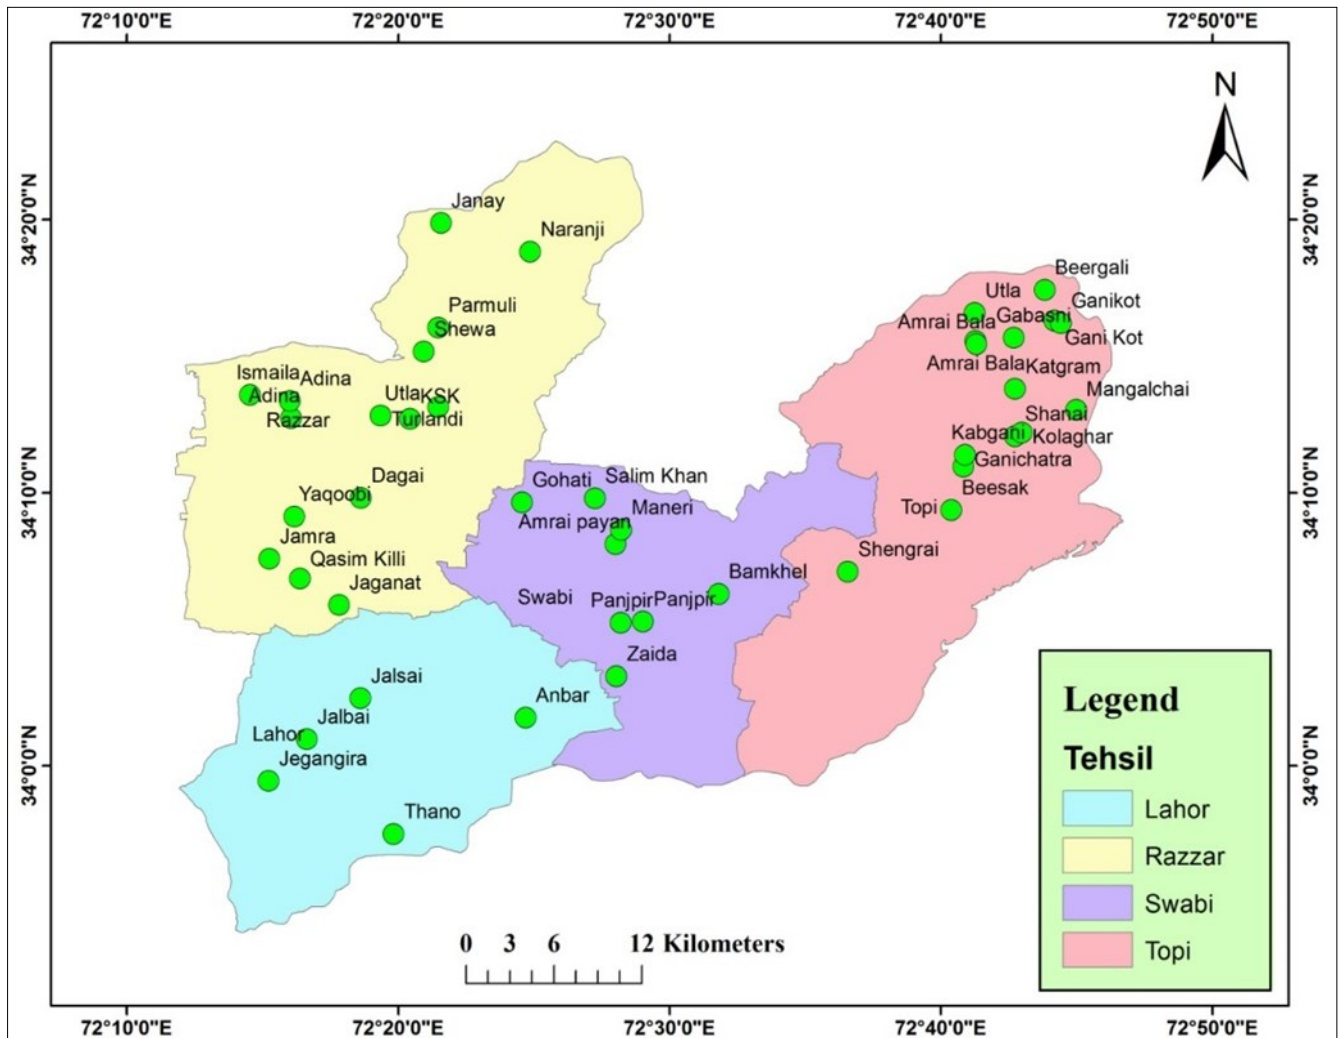 72°10'0"E 72°20'0"E 72°30'0"E 72°40'0"E 72°50'0"E
N
34°20'0"N 34°20'0"N
Janay
Naranji
Beergali
Utla
Ganikot
Parmuli
Amrai Bala Gabasni
Shewa
Gani Kot
Amrai Bala Katgram
Ismaila Adina
Adina
Utla KSK
Mangalchai
Razzar
Turlandi
Shanai
Kabgani Kolaghar
Ganichatra
Dagai
Gohati Salim Khan
Beesak
34°10'0"N 34°10'0"N
Yaqoobi
Maneri
Topi
Amrai payan
Jamra
Shengrai
Qasim Killi
Bamkhel
Jaganat
Swabi Panjpir Panjpir
Zaida
Jalsai
Anbar
Jalbai
Lahor
Jegangira
34°0'0"N 34°0'0"N
Thano
Legend
Tehsil
Lahor
Razzar
Swabi
Topi
0 3 6 12 Kilometers
72°10'0"E 72°20'0"E 72°30'0"E 72°40'0"E 72°50'0"E